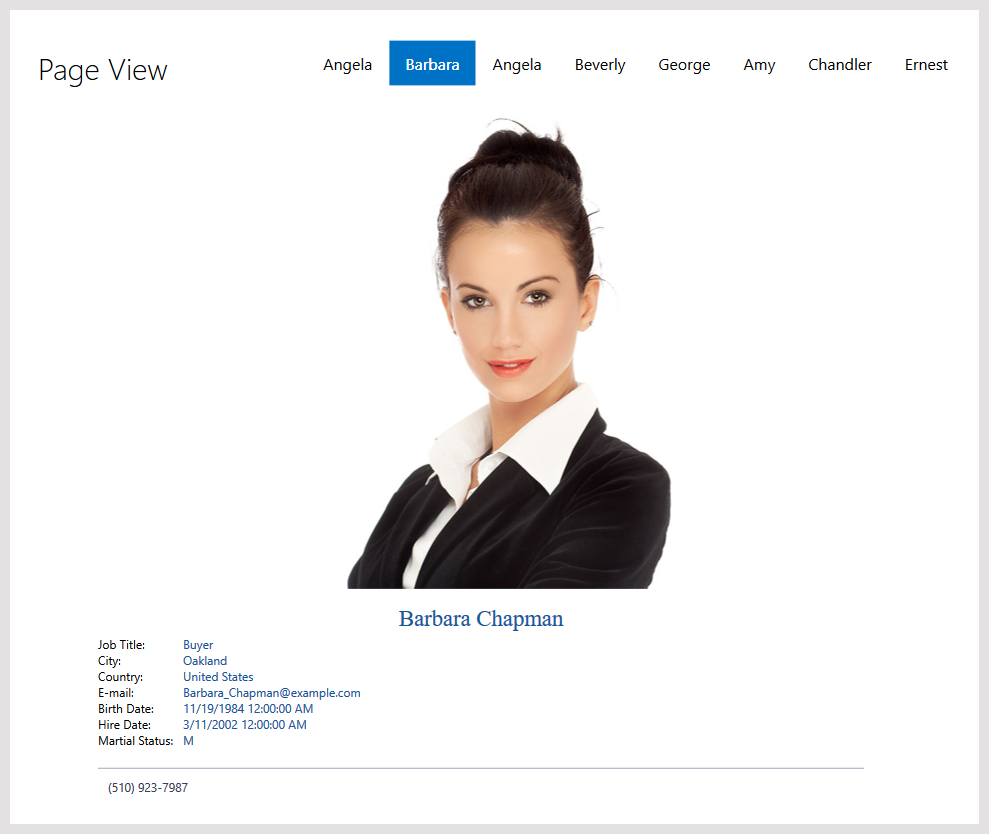 Page View
Angela Barbara Angela Beverly George Amy Chandler Ernest
Barbara Chapman
Job Title: Buyer
City: Oakland
Country: United States
E-mail: Barbara_Chapman@example.com
Birth Date: 11/19/1984 12:00:00 AM
Hire Date: 3/11/2002 12:00:00 AM
Martial Status: M
(510) 923-7987